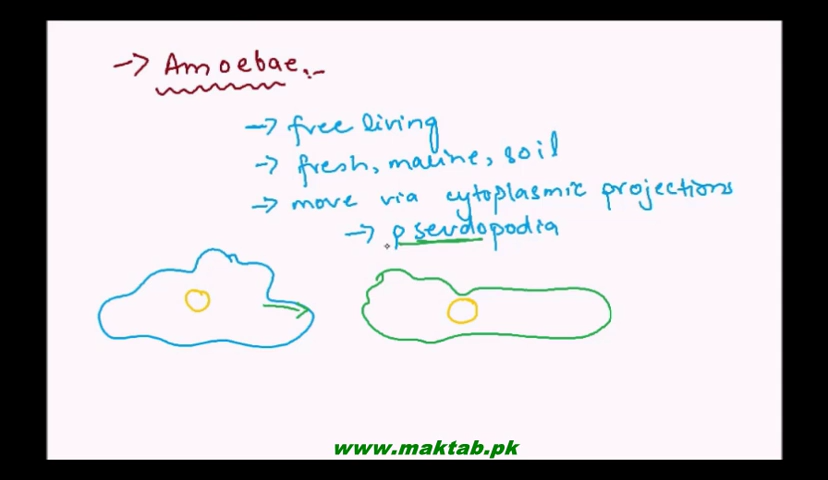 -> Amoebae.-
-> free living
-> fresh, marine, soil
-> move via cytoplasmic projections
-> pseudopodia
www.maktab.pk